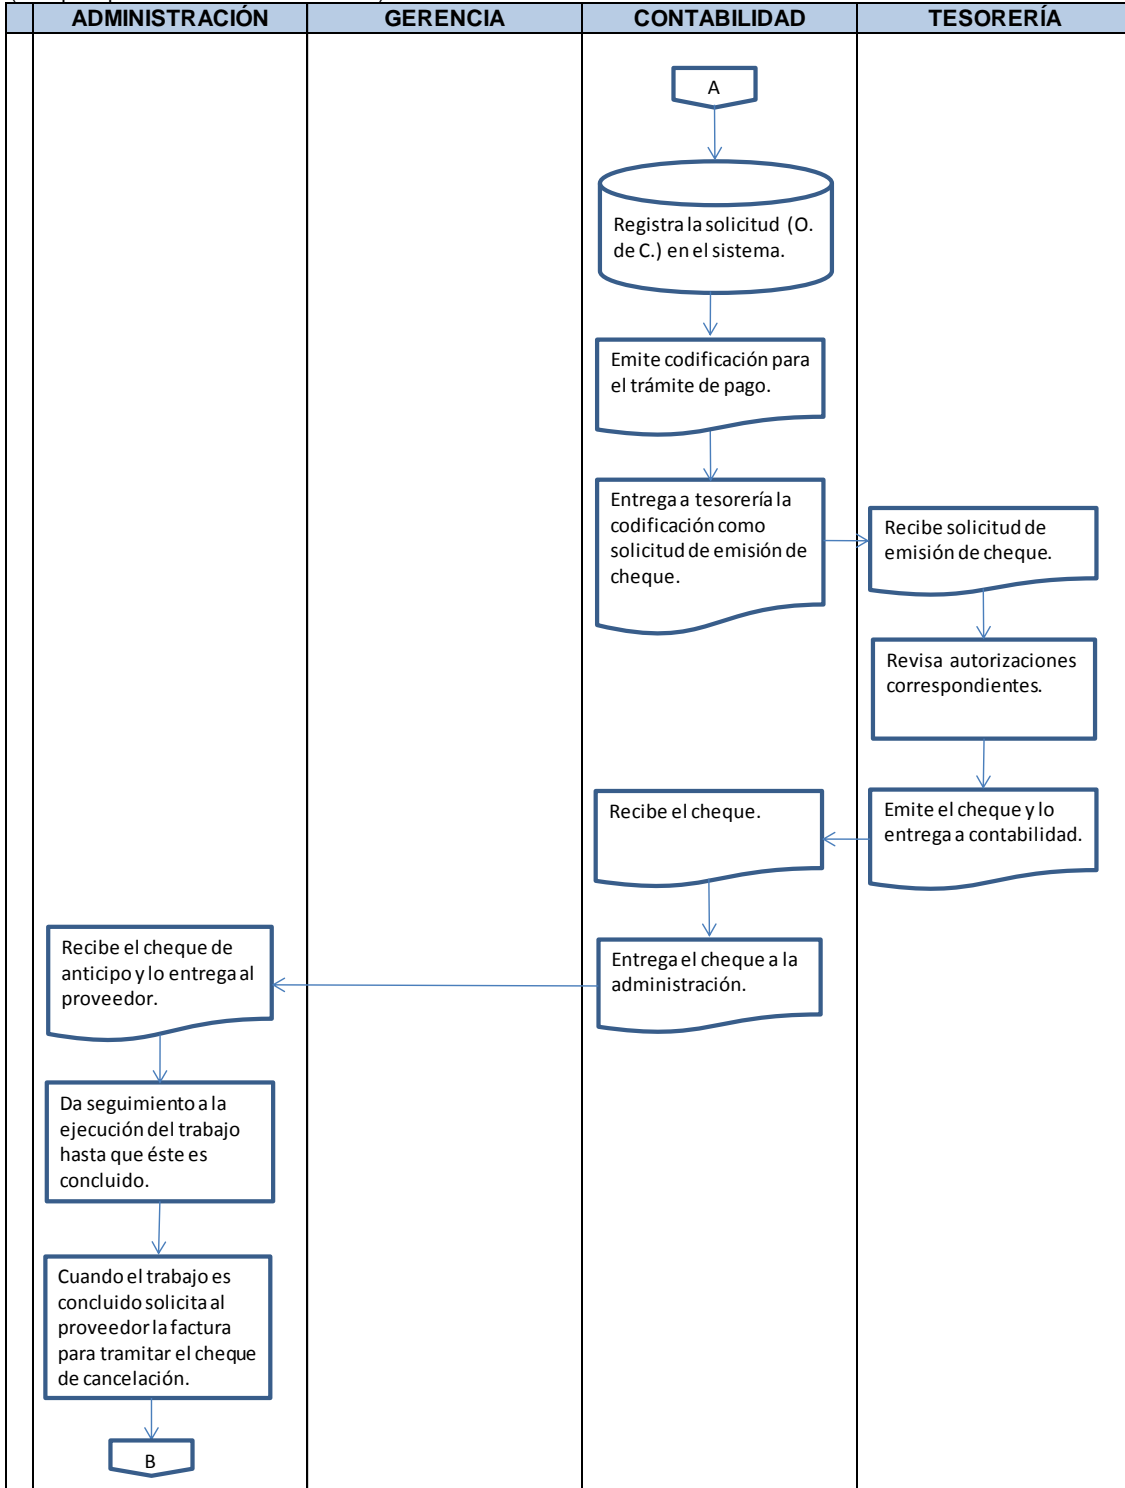 ADMINISTRACIÓN GERENCIA CONTABILIDAD TESORERÍA
A
Registra la solicitud (O.
de C.) en el sistema.
Emite codificación para
el trámite de pago.
Entrega a tesorería la
codificación como
solicitud de emisión de
cheque.
Recibe solicitud de
emisión de cheque.
Revisa autorizaciones
correspondientes.
Emite el cheque y lo
entrega a contabilidad.
Recibe el cheque.
Entrega el cheque a la
administración.
Recibe el cheque de
anticipo y lo entrega al
proveedor.
Da seguimiento a la
ejecución del trabajo
hasta que éste es
concluido.
Cuando el trabajo es
concluido solicita al
proveedor la factura
para tramitar el cheque
de cancelación.
B